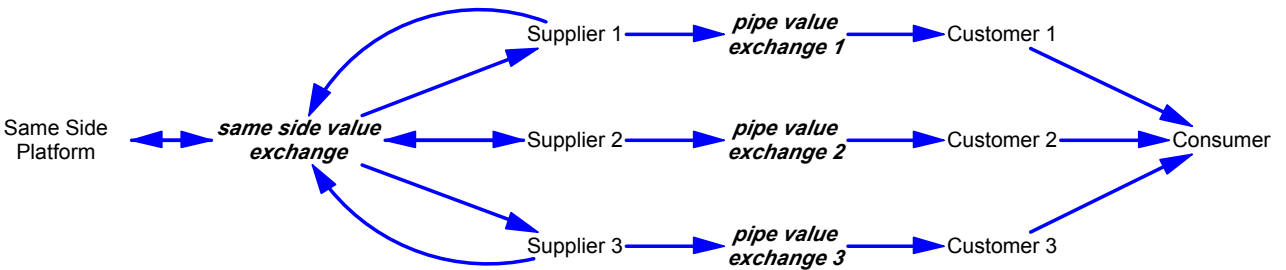 Supplier 1
pipe value
exchange 1
Customer 1
Same Side
Platform
same side value
exchange
Supplier 2
pipe value
exchange 2
Customer 2
Consumer
Supplier 3
pipe value
exchange 3
Customer 3